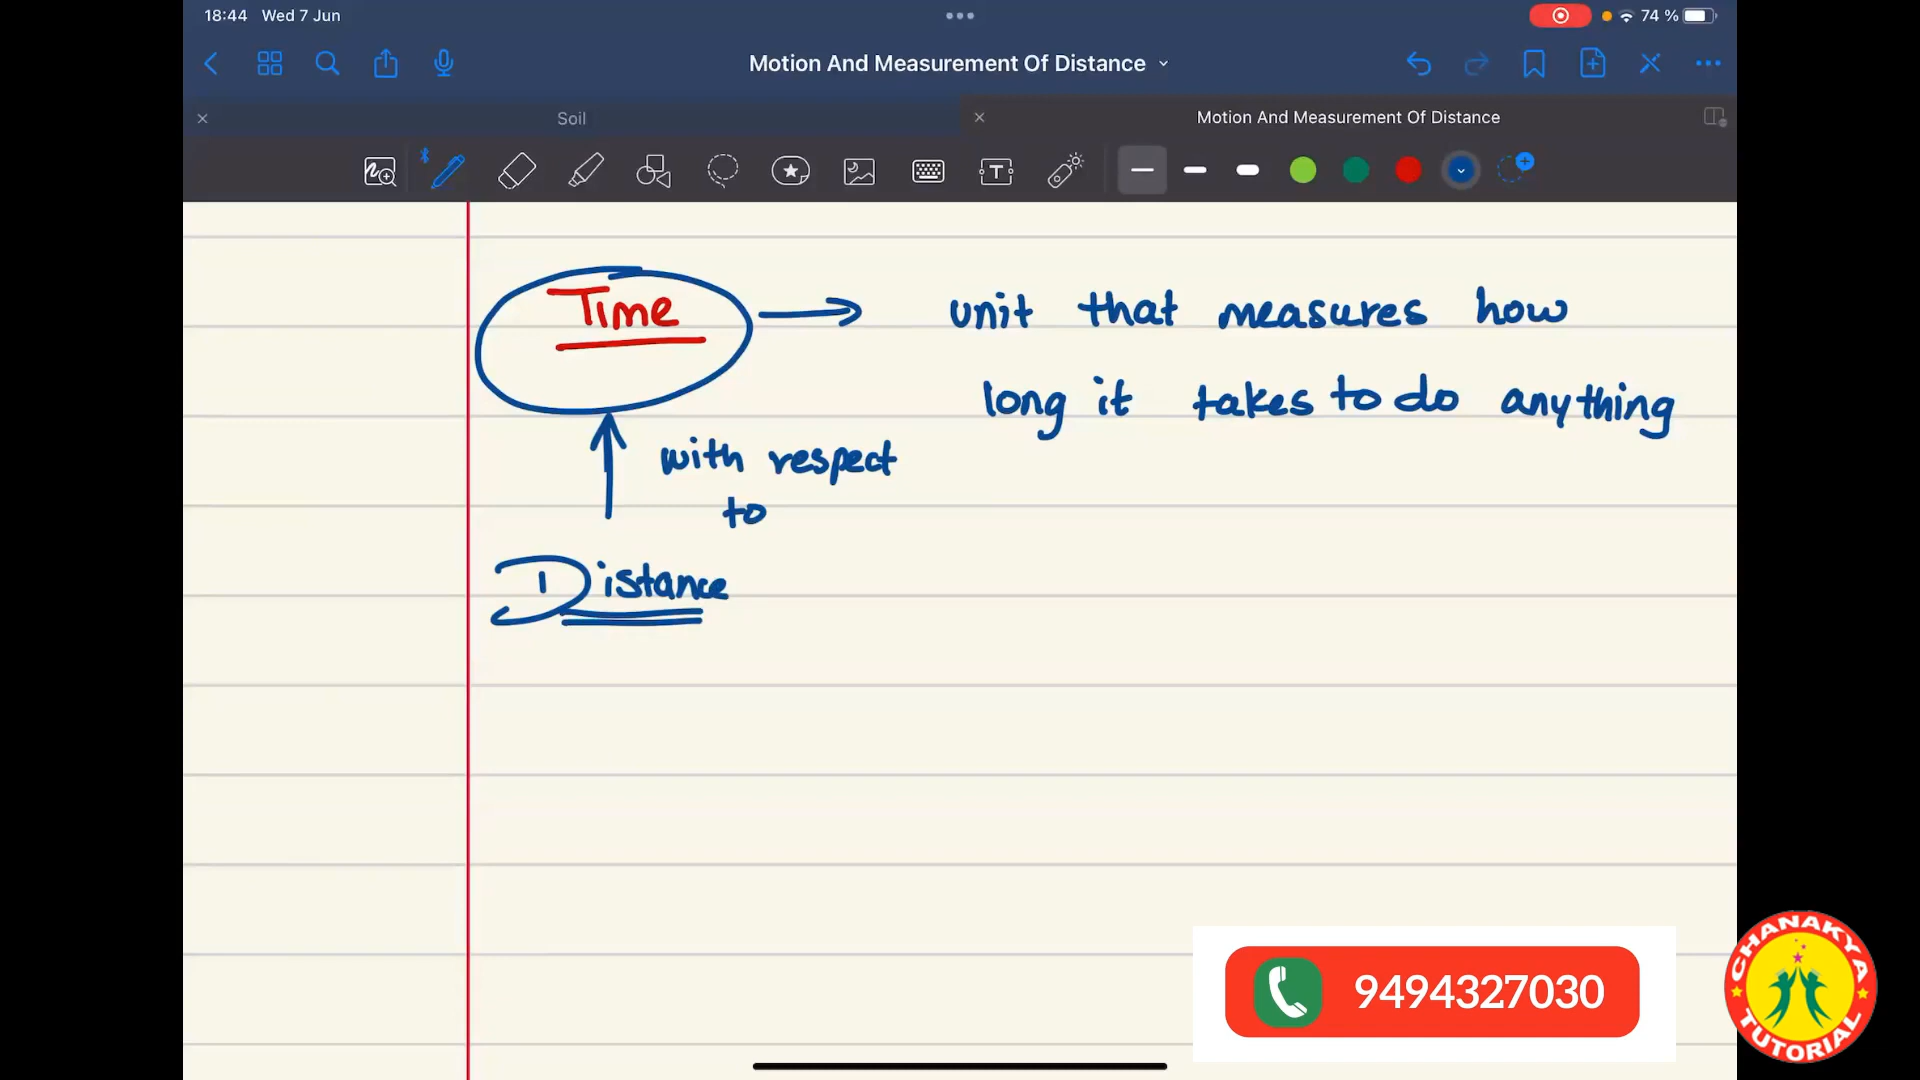 18:44 Wed 7 Jun
74 %
Motion And Measurement Of Distance
Soil
Motion And Measurement Of Distance
T
Time
unit that measures how
long it takes to do anything
with respect
to
Distance
9494327030
CHANAKYA
TUTORIAL